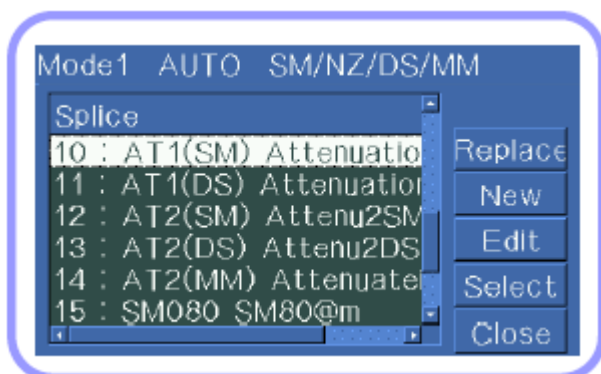 Mode1 AUTO SM/NZ/DS/MM
Splice
10 : AT1(SM) Attenuatio
11 : AT1(DS) Attenuation
12 : AT2(SM) Attenu2SM
13 : AT2(DS) Attenu2DS
14 : AT2(MM) Attenuate
15 : SM080 SM80@m
Replace
New
Edit
Select
Close